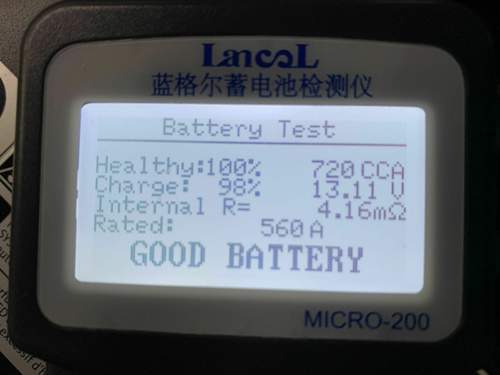 LancoL
蓝格尔蓄电池检测仪
Battery Test
Healthy:100% 720 CCA
Charge: 98% 13.11 V
Internal R= 4.16mΩ
Rated: 560 A
GOOD BATTERY
MICRO-200